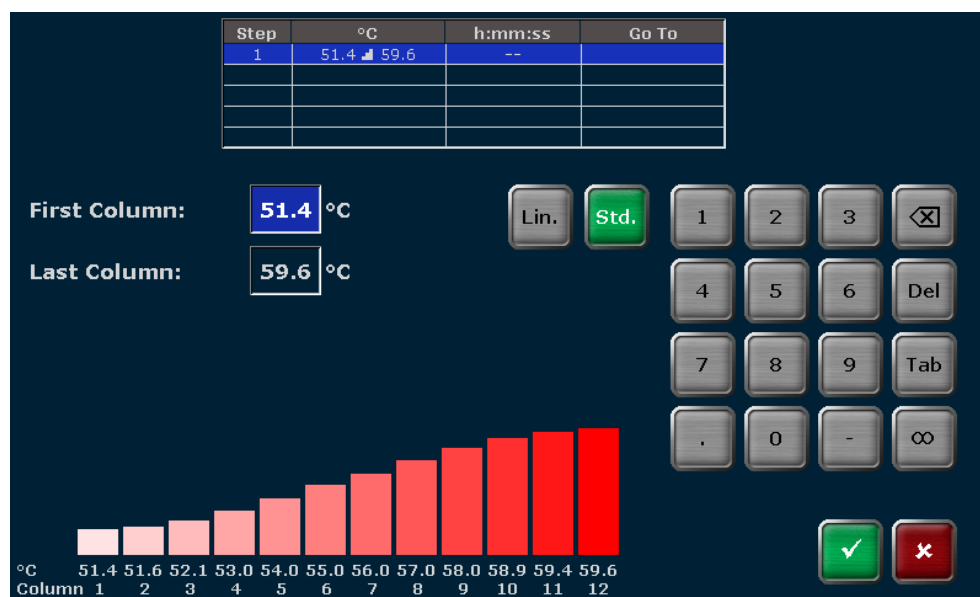 Step °C h:mm:ss Go To
1 51.4 59.6 --
First Column: 51.4 °C
Lin. Std. 1 2 3
Last Column: 59.6 °C
4 5 6 Del
7 8 9 Tab
. 0 - ∞
°C 51.4 51.6 52.1 53.0 54.0 55.0 56.0 57.0 58.0 58.9 59.4 59.6
Column 1 2 3 4 5 6 7 8 9 10 11 12